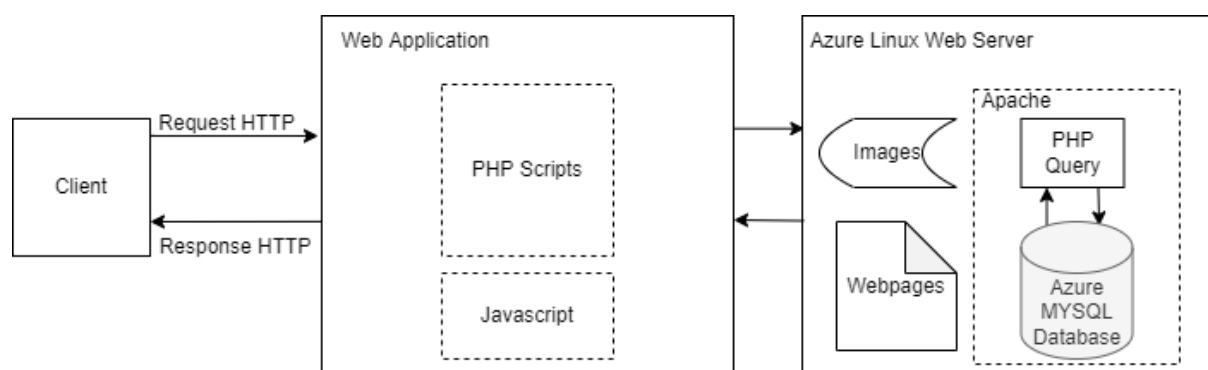 Web Application
Azure Linux Web Server
Apache
Request HTTP
Client
Response HTTP
PHP Scripts
Javascript
Images
PHP
Query
Webpages
Azure
MYSQL
Database